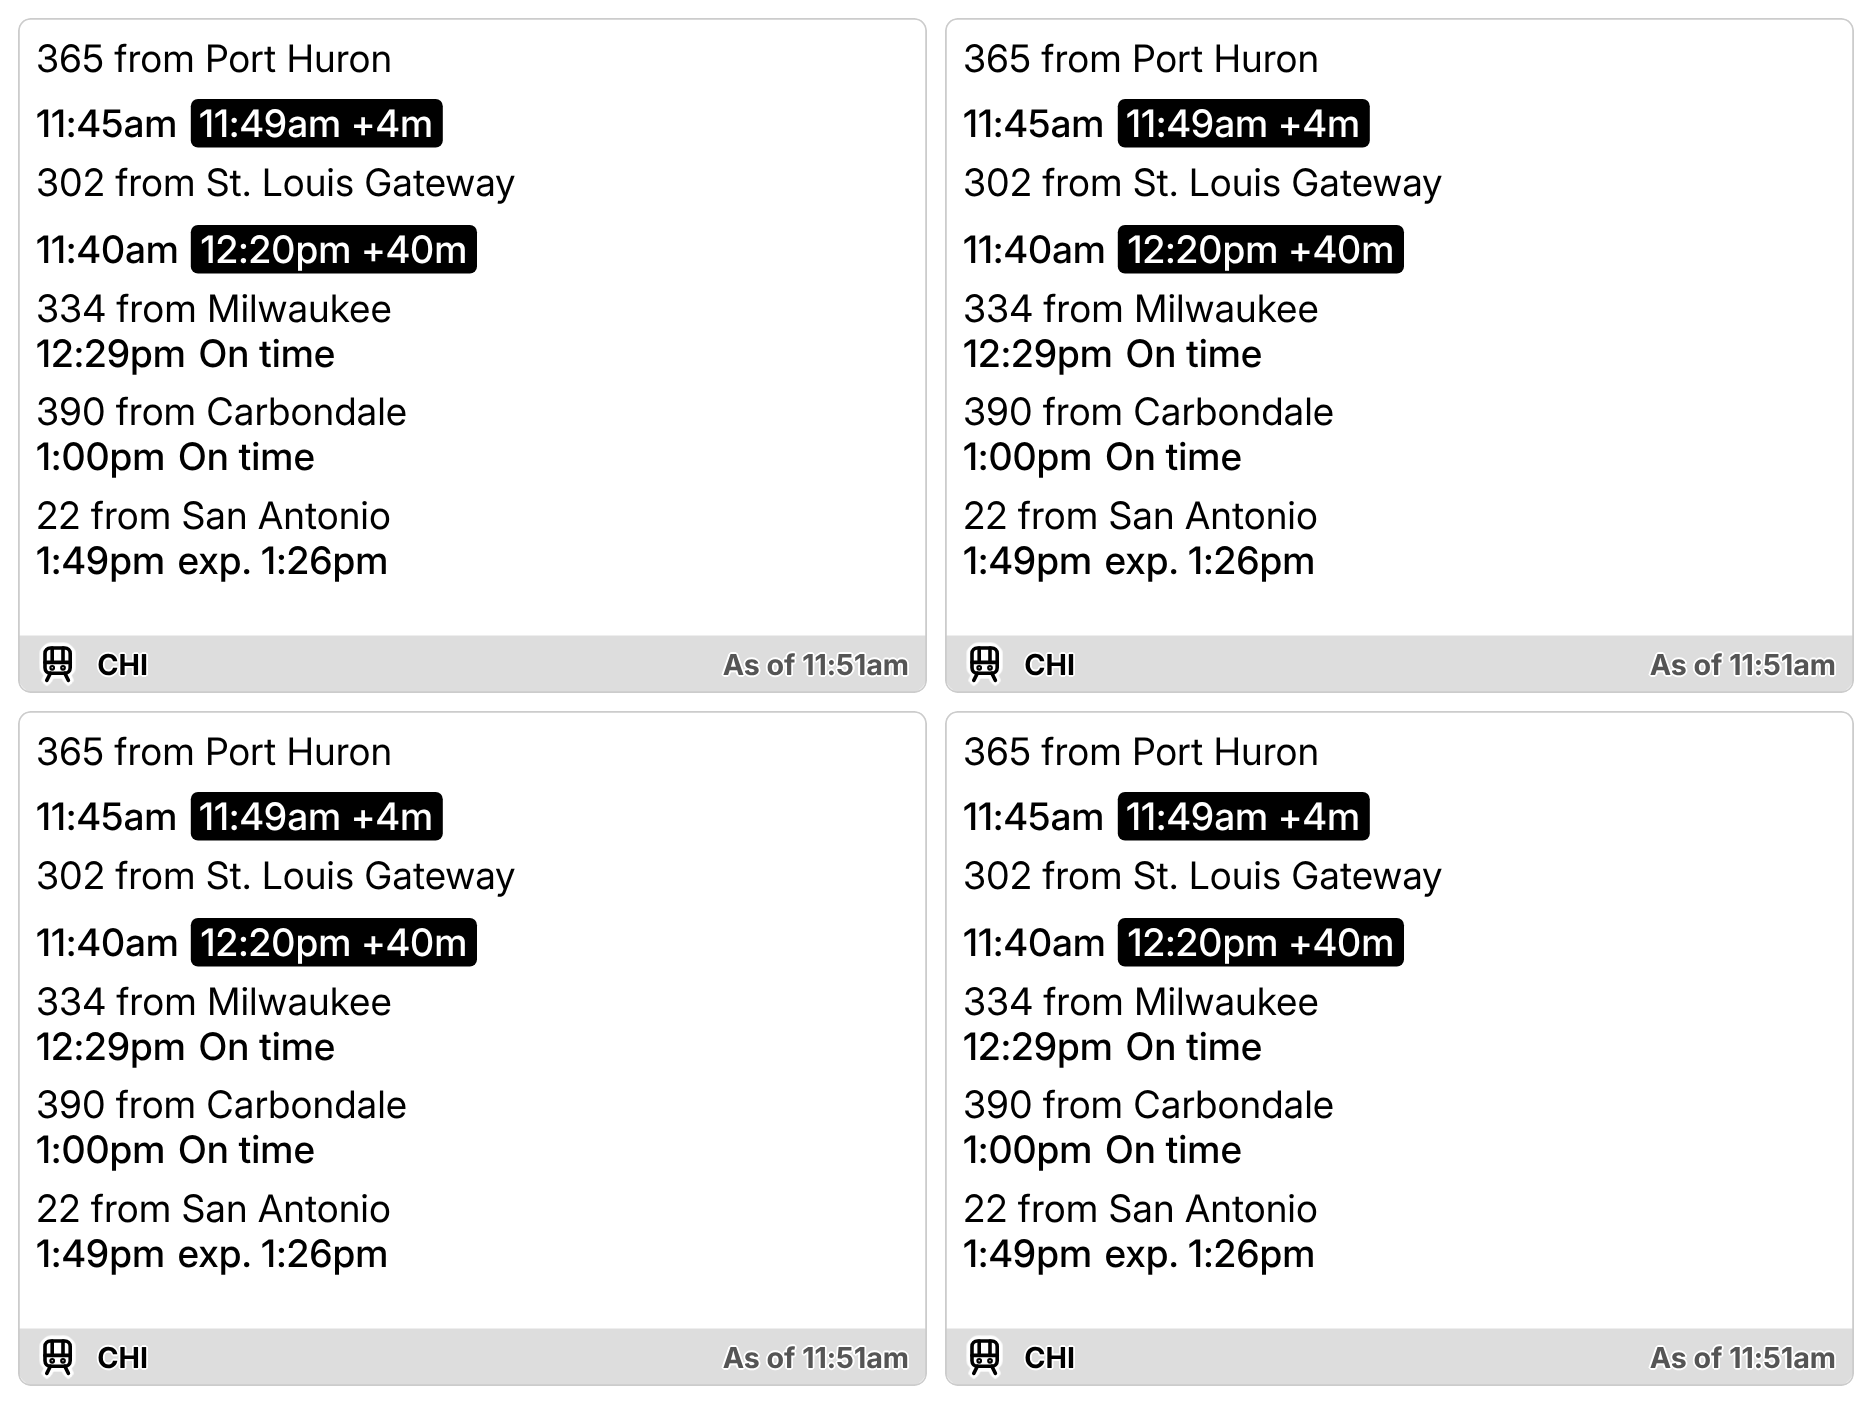 365 from Port Huron
11:45am 11:49am +4m
302 from St. Louis Gateway
11:40am 12:20pm +40m
334 from Milwaukee
12:29pm On time
390 from Carbondale
1:00pm On time
22 from San Antonio
1:49pm exp. 1:26pm
CHI As of 11:51am
365 from Port Huron
11:45am 11:49am +4m
302 from St. Louis Gateway
11:40am 12:20pm +40m
334 from Milwaukee
12:29pm On time
390 from Carbondale
1:00pm On time
22 from San Antonio
1:49pm exp. 1:26pm
CHI As of 11:51am
365 from Port Huron
11:45am 11:49am +4m
302 from St. Louis Gateway
11:40am 12:20pm +40m
334 from Milwaukee
12:29pm On time
390 from Carbondale
1:00pm On time
22 from San Antonio
1:49pm exp. 1:26pm
CHI As of 11:51am
365 from Port Huron
11:45am 11:49am +4m
302 from St. Louis Gateway
11:40am 12:20pm +40m
334 from Milwaukee
12:29pm On time
390 from Carbondale
1:00pm On time
22 from San Antonio
1:49pm exp. 1:26pm
CHI As of 11:51am